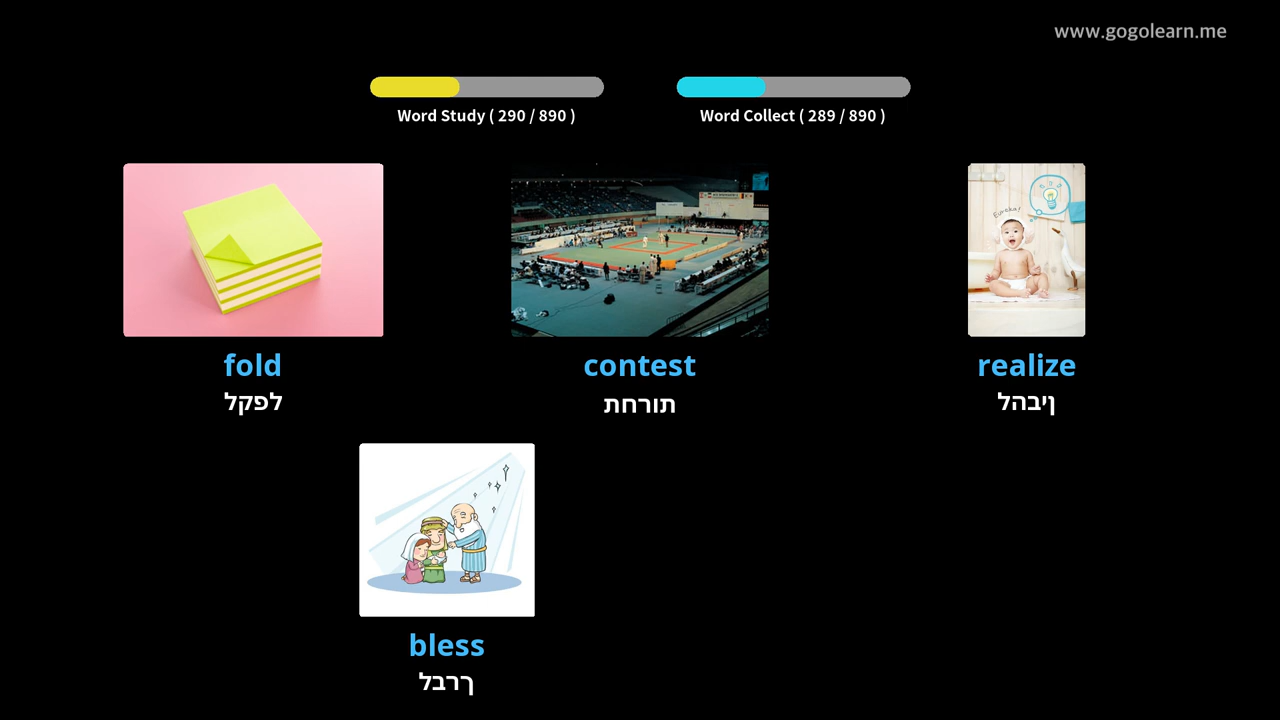 www.gogolearn.me
Word Study ( 290 / 890 )
Word Collect ( 289 / 890 )
Eureka!
fold
לפקל
contest
תורחת
realize
ןיבהל
bless
ךרבל